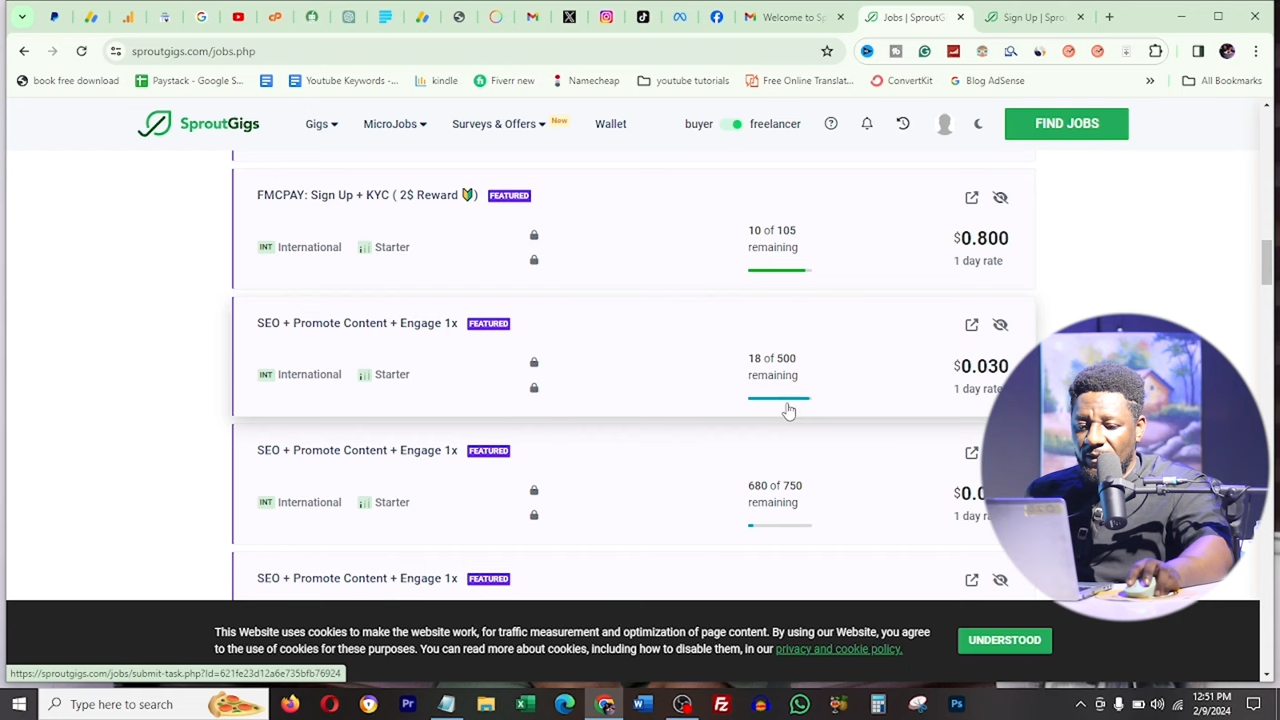 Welcome to Sp
Jobs | SproutG
Sign Up | Spro
sproutgigs.com/jobs.php
book free download
Paystack - Google S...
Youtube Keywords -...
kindle
Fiverr new
Namecheap
youtube tutorials
Free Online Translat...
ConvertKit
Blog AdSense
All Bookmarks
SproutGigs
Gigs
MicroJobs
Surveys & Offers
New
Wallet
buyer
freelancer
FIND JOBS
FMCPAY: Sign Up + KYC ( 2$ Reward 🔰) FEATURED
10 of 105
remaining
$0.800
1 day rate
INT International
Starter
SEO + Promote Content + Engage 1x FEATURED
18 of 500
remaining
$0.030
1 day rate
INT International
Starter
SEO + Promote Content + Engage 1x FEATURED
680 of 750
remaining
$0.0
1 day ra
INT International
Starter
SEO + Promote Content + Engage 1x FEATURED
This Website uses cookies to make the website work, for traffic measurement and optimization of page content. By using our Website, you agree
to the use of cookies for these purposes. You can read more about cookies, including how to disable them, in our privacy and cookie policy.
UNDERSTOOD
https://sproutgigs.com/jobs/submit-task.php?Id=621fe23d12a6e735bfb76924
Type here to search
12:51 PM
2/9/2024